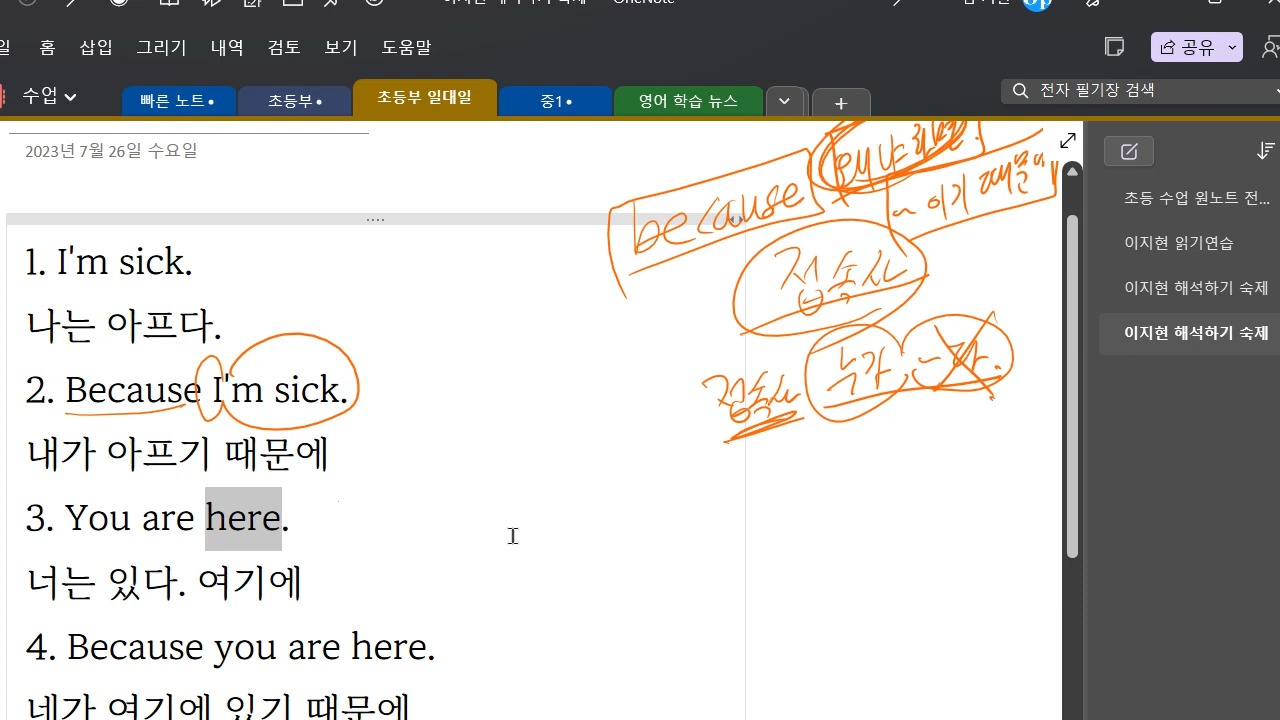 일 홈 삽입 그리기 내역 검토 보기 도움말 공유
수업 빠른 노트 초등부 초등부 일대일 중1 영어 학습 뉴스 + 전자 필기장 검색
2023년 7월 26일 수요일
because 왜냐하면
~ 이기 때문에
접속사
접속사 누가, ~다.
1. I'm sick.
나는 아프다.
2. Because I'm sick.
내가 아프기 때문에
3. You are here.
너는 있다. 여기에
4. Because you are here.
네가 여기에 있기 때문에
초등 수업 원노트 전...
이지현 읽기연습
이지현 해석하기 숙제
이지현 해석하기 숙제